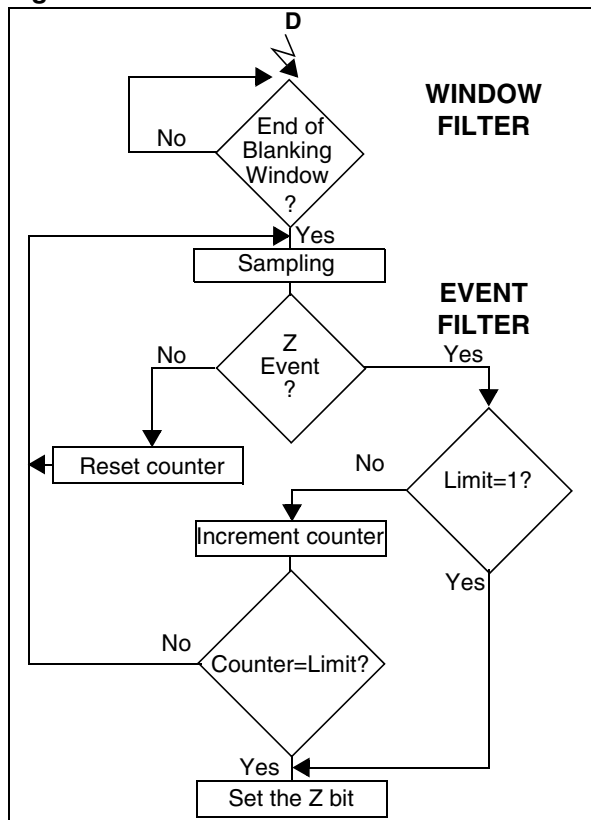 D
WINDOW
FILTER
End of
Blanking
Window
?
No
Yes
Sampling
EVENT
FILTER
Z
Event
?
No
Yes
Reset counter
Limit=1?
No
Increment counter
Yes
Counter=Limit?
No
Yes
Set the Z bit